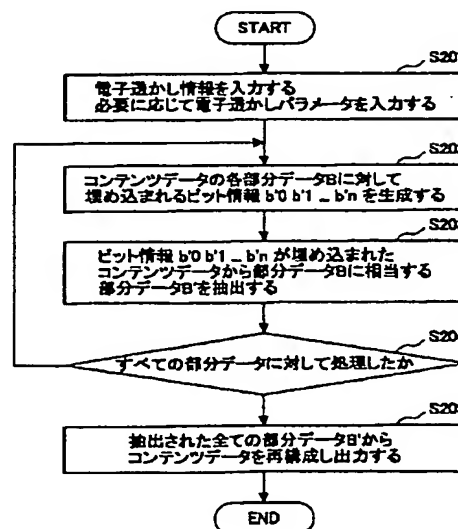 START
S20
電子透かし情報を入力する
必要に応じて電子透かしパラメータを入力する
S20
コンテンツデータの各部分データBに対して
埋め込まれるビット情報 b'0 b'1 _ b'n を生成する
S20
ビット情報 b'0 b'1 _ b'n が埋め込まれた
コンテンツデータから部分データBに相当する
部分データB'を抽出する
S20
すべての部分データに対して処理したか
S20
抽出された全ての部分データB'から
コンテンツデータを再構成し出力する
END